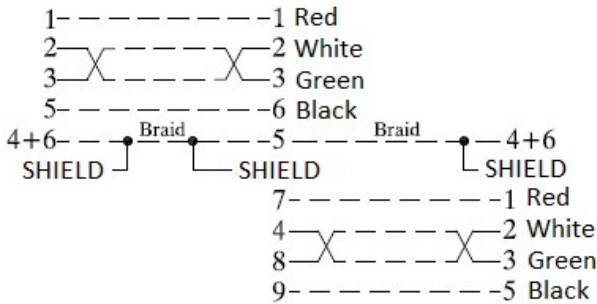 1 1 Red
2 2 White
3 3 Green
5 6 Black
4+6 Braid 5 Braid 4+6
SHIELD SHIELD SHIELD
7 1 Red
4 2 White
8 3 Green
9 5 Black